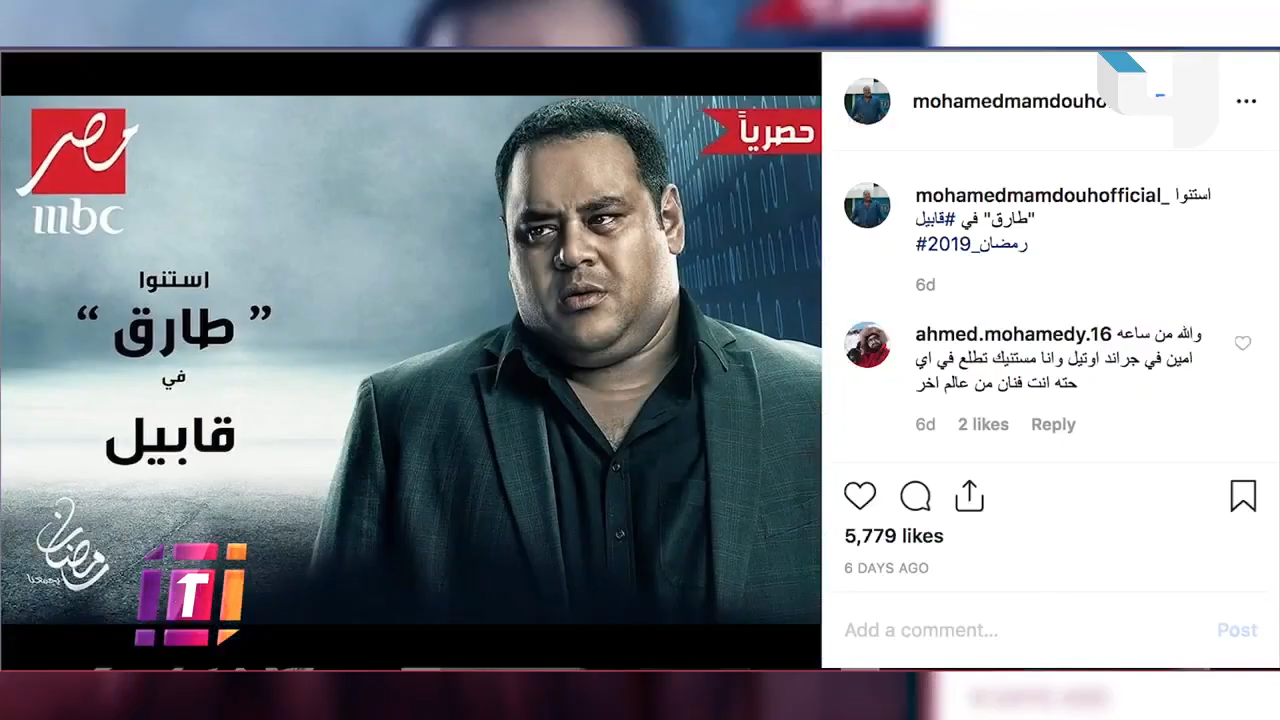 مصر
mbc
حصرياً
استنوا
" طارق "
في
قابيل
رمضان
يجمعنا
T
mohamedmamdouho
mohamedmamdouhofficial_ استنوا
"طارق" في #قابيل
#رمضان_2019
6d
ahmed.mohamedy.16 والله من ساعه
امين في جراند اوتيل وانا مستنيك تطلع في اي
حته انت فنان من عالم اخر
6d 2 likes Reply
5,779 likes
6 DAYS AGO
Add a comment... Post